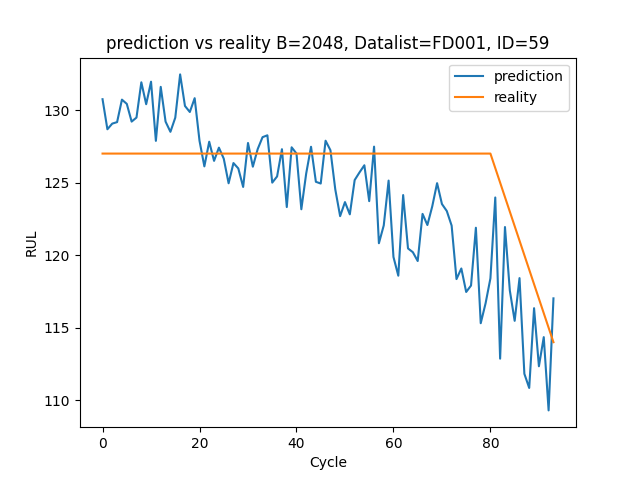 prediction vs reality B=2048, Datalist=FD001, ID=59
prediction
reality
RUL
130
125
120
115
110
0 20 40 60 80
Cycle